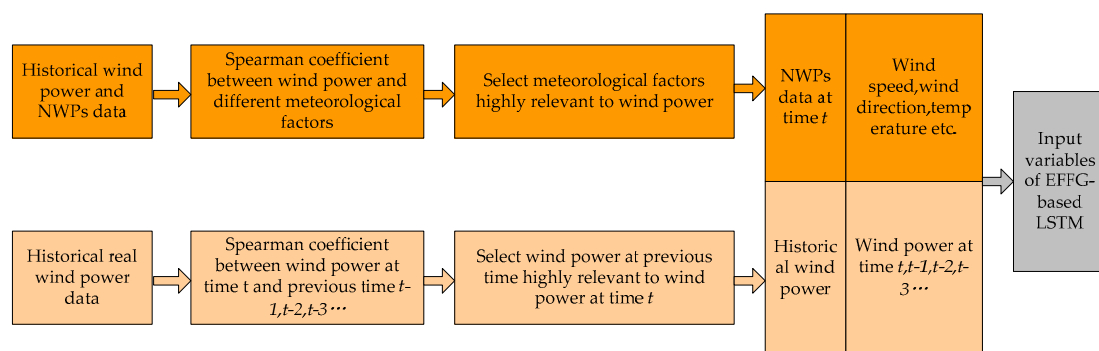 Historical wind
power and
NWPs data
Spearman coefficient
between wind power and
different meteorological
factors
Select meteorological factors
highly relevant to wind power
NWPs
data at
time t
Wind
speed,wind
direction,temp
erature etc.
Input
variables
of EFFG-
based
LSTM
Historical real
wind power
data
Spearman coefficient
between wind power at
time t and previous time t-
1,t-2,t-3···
Select wind power at previous
time highly relevant to wind
power at time t
Historic
al wind
power
Wind power at
time t,t-1,t-2,t-
3···